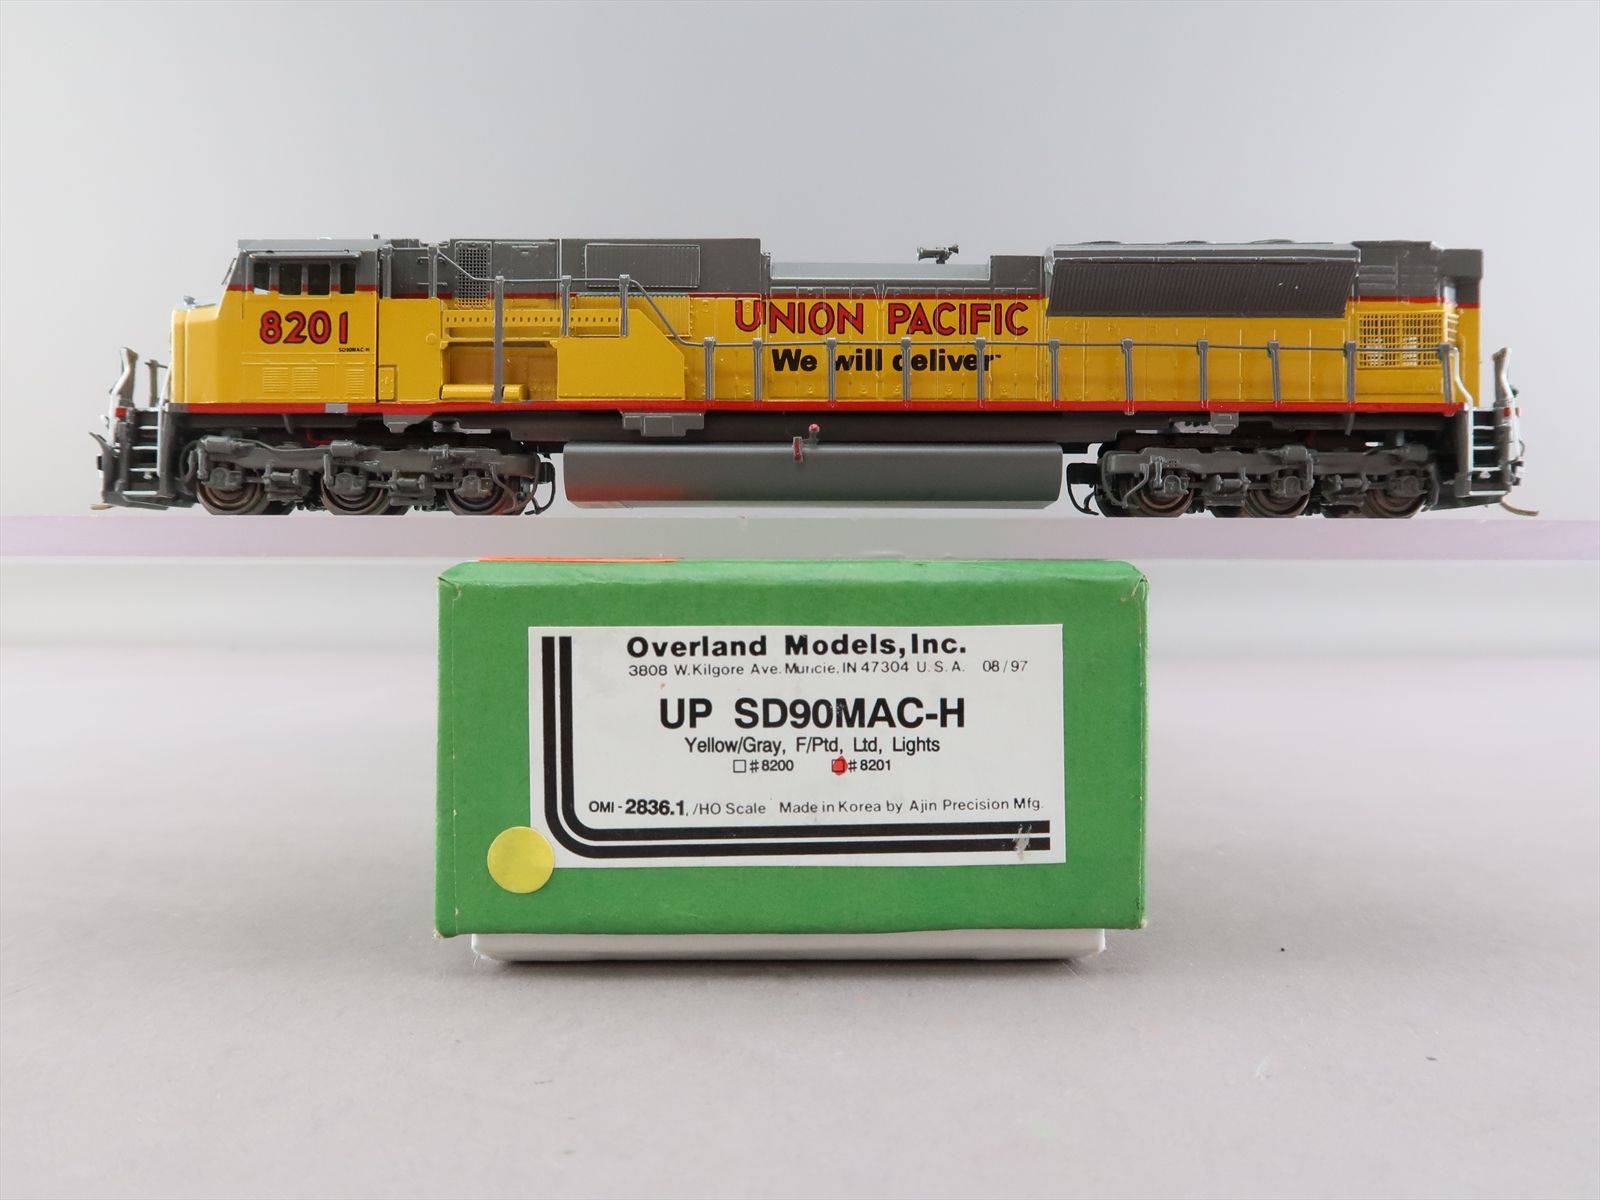 8201
SD90MAC-H
UNION PACIFIC
We will deliver
Overland Models, Inc.
3808 W. Kilgore Ave. Muncie, IN 47304 U.S.A. 08/97
UP SD90MAC-H
Yellow/Gray, F/Ptd, Ltd, Lights
#8200 #8201
OMI-2836.1, /HO Scale Made in Korea by Ajin Precision Mfg.